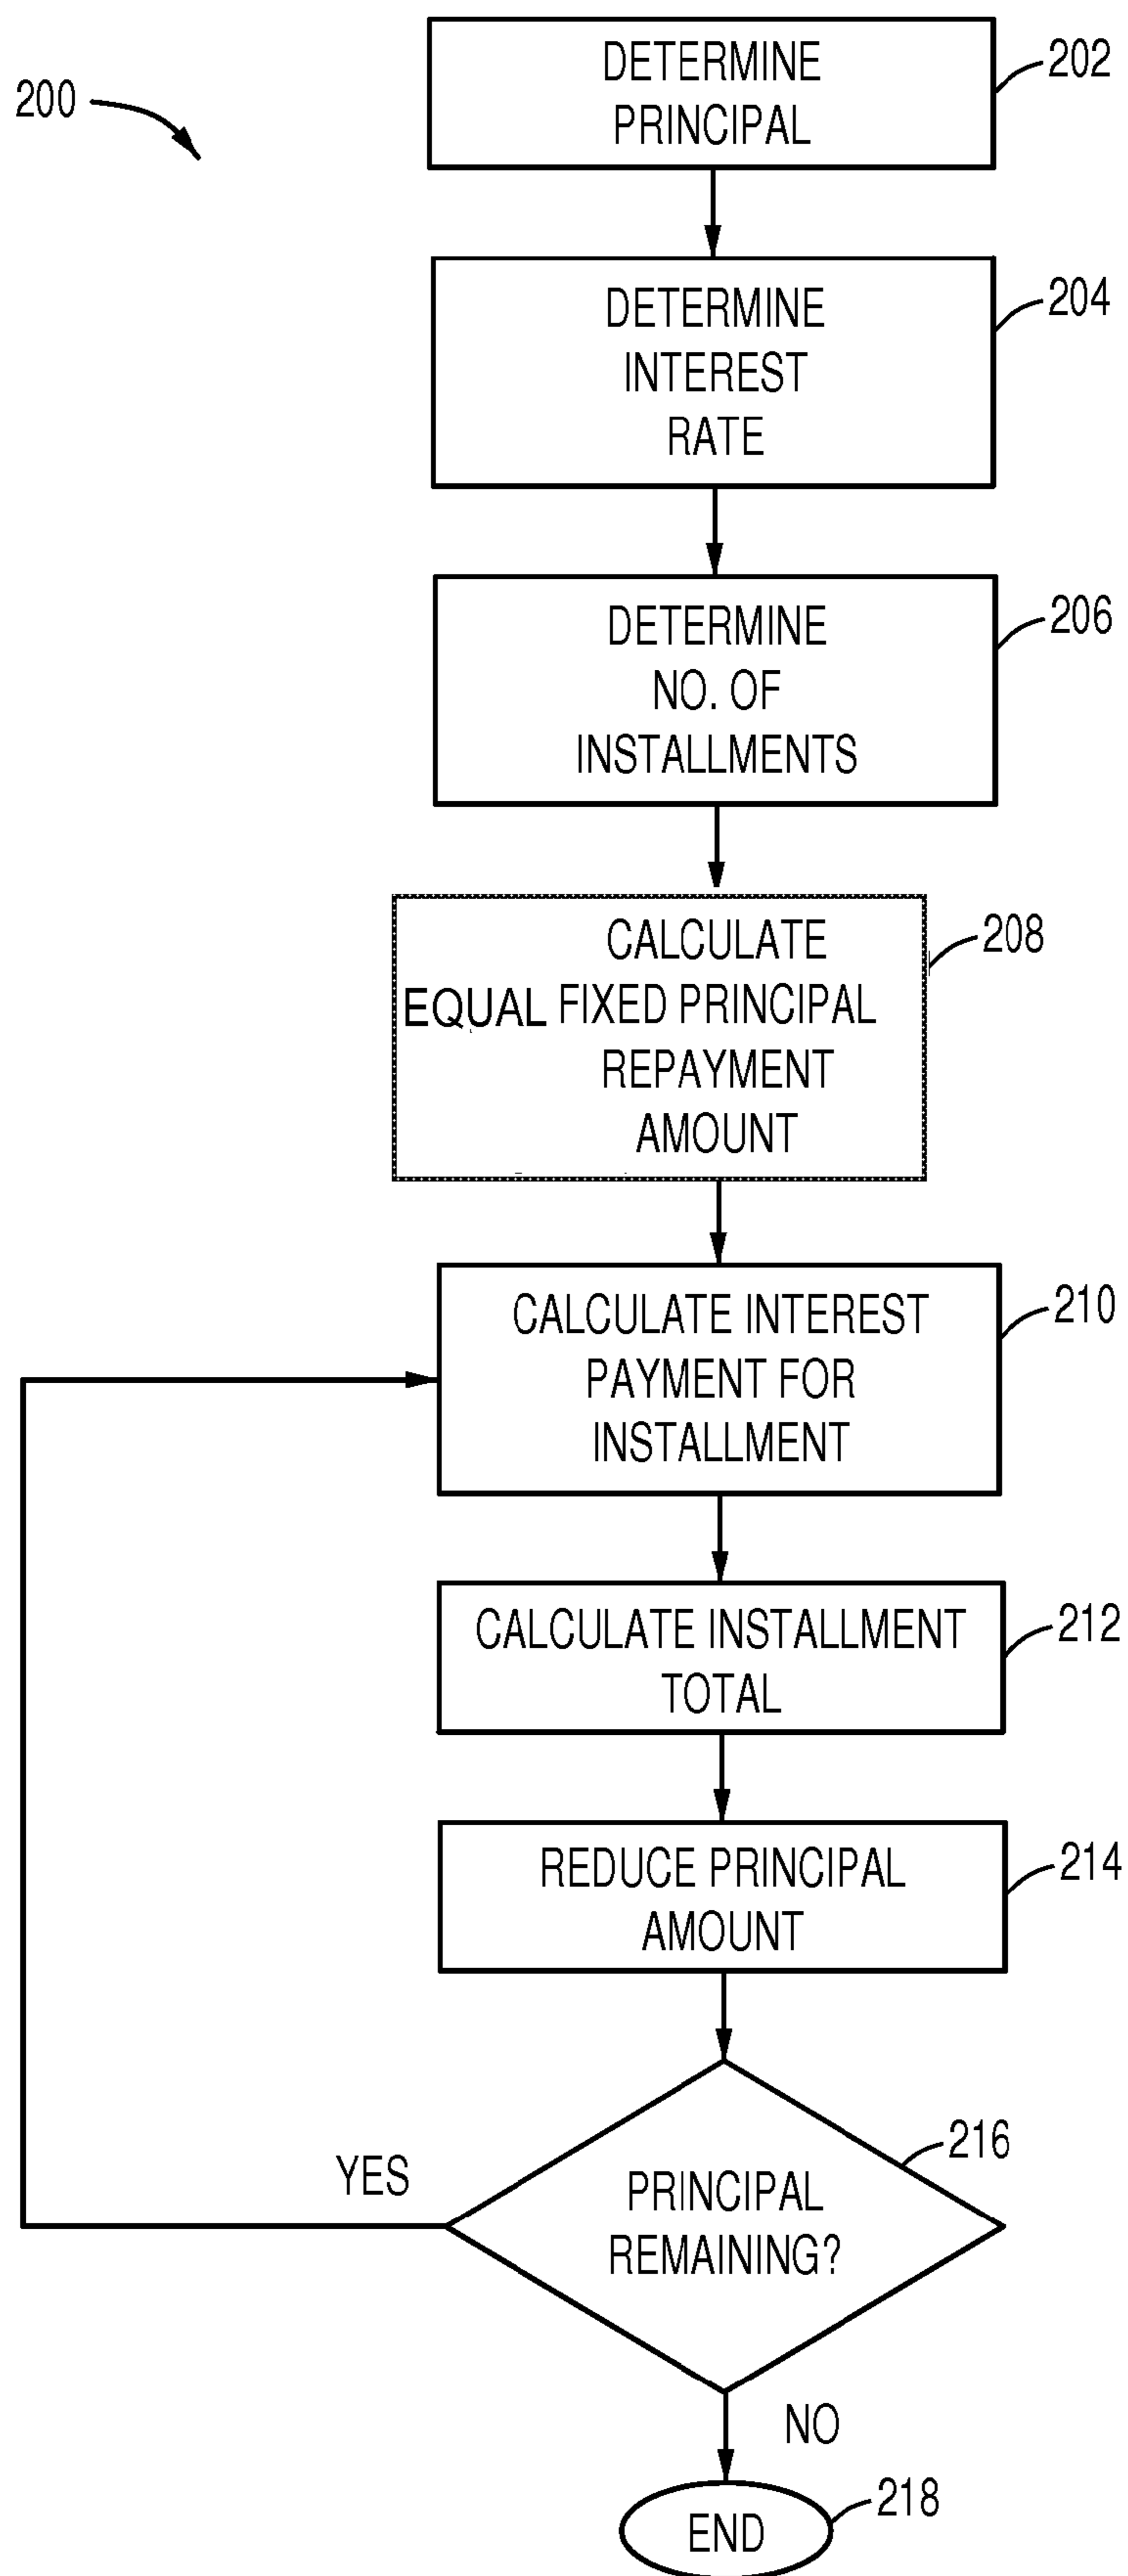 200
DETERMINE
PRINCIPAL
202
DETERMINE
INTEREST
RATE
204
DETERMINE
NO. OF
INSTALLMENTS
206
CALCULATE
EQUAL FIXED PRINCIPAL
REPAYMENT
AMOUNT
208
CALCULATE INTEREST
PAYMENT FOR
INSTALLMENT
210
CALCULATE INSTALLMENT
TOTAL
212
REDUCE PRINCIPAL
AMOUNT
214
PRINCIPAL
REMAINING?
216
YES
NO
END
218